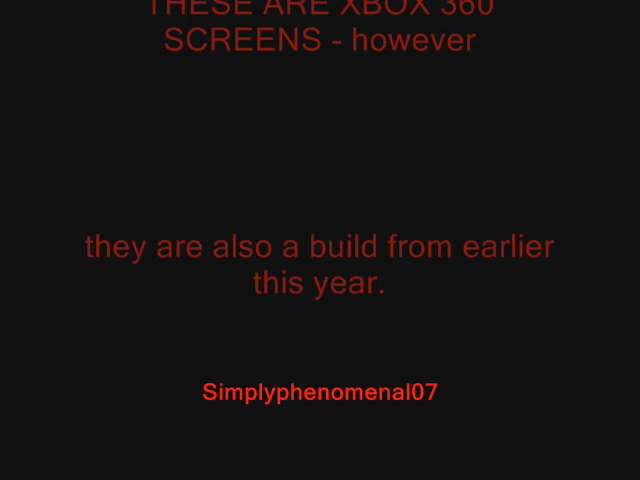 THESE ARE XBOX 360
SCREENS - however
they are also a build from earlier
this year.
Simplyphenomenal07